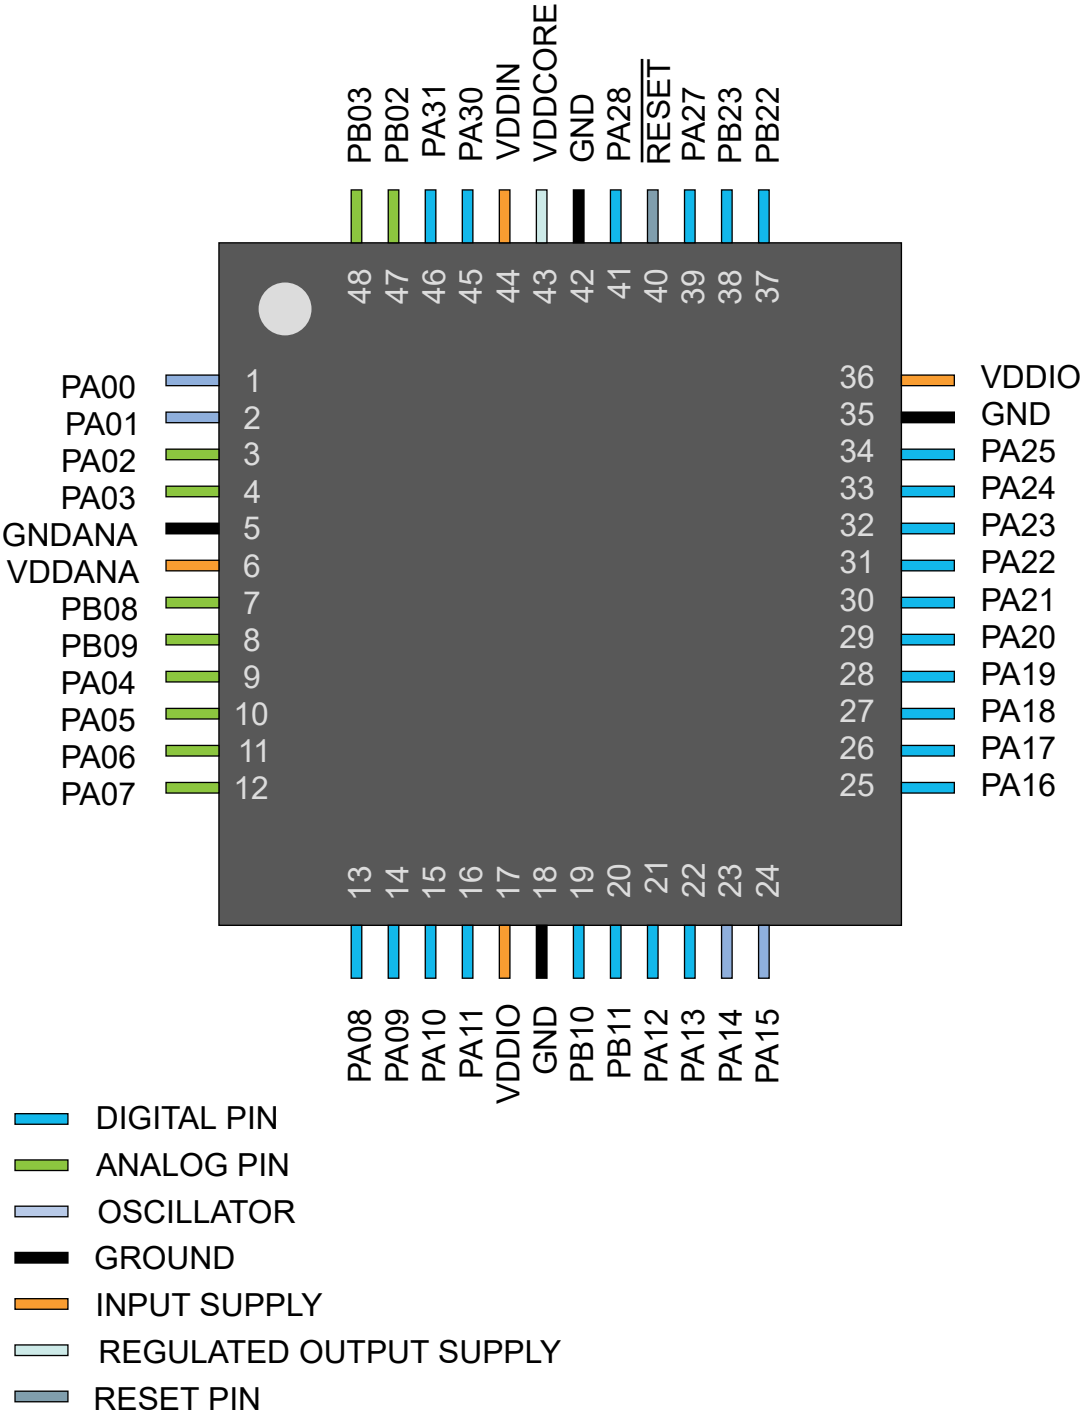 PB03
PB02
PA31
PA30
VDDIN
VDDCORE
GND
PA28
RESET
PA27
PB23
PB22
48
47
46
45
44
43
42
41
40
39
38
37
PA00 1
PA01 2
PA02 3
PA03 4
GNDANA 5
VDDANA 6
PB08 7
PB09 8
PA04 9
PA05 10
PA06 11
PA07 12
36 VDDIO
35 GND
34 PA25
33 PA24
32 PA23
31 PA22
30 PA21
29 PA20
28 PA19
27 PA18
26 PA17
25 PA16
13
14
15
16
17
18
19
20
21
22
23
24
PA08
PA09
PA10
PA11
VDDIO
GND
PB10
PB11
PA12
PA13
PA14
PA15
DIGITAL PIN
ANALOG PIN
OSCILLATOR
GROUND
INPUT SUPPLY
REGULATED OUTPUT SUPPLY
RESET PIN